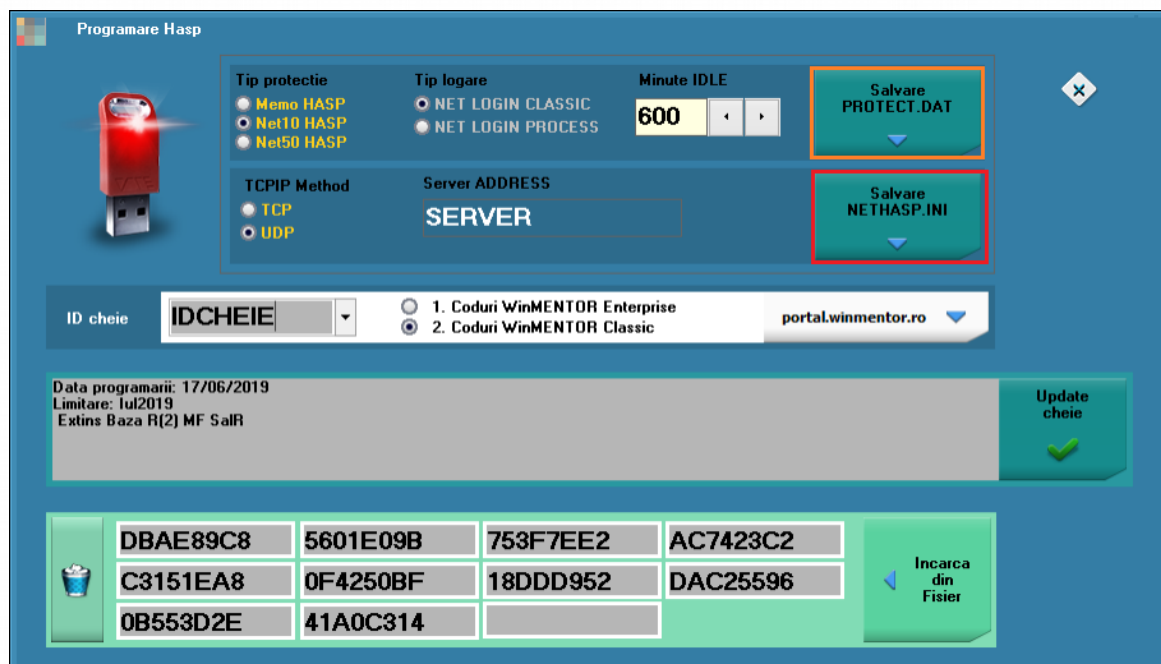 Programare Hasp
Tip protectie
Memo HASP
Net10 HASP
Net50 HASP
Tip logare
NET LOGIN CLASSIC
NET LOGIN PROCESS
Minute IDLE
600
Salvare
PROTECT.DAT
TCPIP Method
TCP
UDP
Server ADDRESS
SERVER
Salvare
NETHASP.INI
ID cheie
IDCHEIE
1. Coduri WinMENTOR Enterprise
2. Coduri WinMENTOR Classic
portal.winmentor.ro
Data programarii: 17/06/2019
Limitare: Iul2019
Extins Baza R(2) MF SalR
Update
cheie
DBAE89C8 5601E09B 753F7EE2 AC7423C2
C3151EA8 0F4250BF 18DDD952 DAC25596
0B553D2E 41A0C314
Incarca
din
Fisier